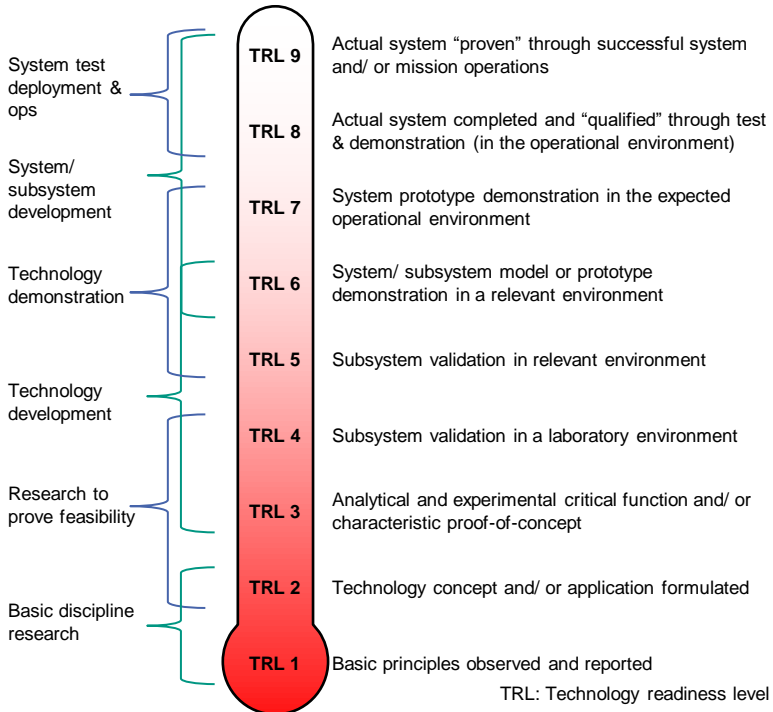 System test
deployment &
ops
System/
subsystem
development
Technology
demonstration
Technology
development
Research to
prove feasibility
Basic discipline
research
TRL 9
TRL 8
TRL 7
TRL 6
TRL 5
TRL 4
TRL 3
TRL 2
TRL 1
Actual system “proven” through successful system
and/ or mission operations
Actual system completed and “qualified” through test
& demonstration (in the operational environment)
System prototype demonstration in the expected
operational environment
System/ subsystem model or prototype
demonstration in a relevant environment
Subsystem validation in relevant environment
Subsystem validation in a laboratory environment
Analytical and experimental critical function and/ or
characteristic proof-of-concept
Technology concept and/ or application formulated
Basic principles observed and reported
TRL: Technology readiness level